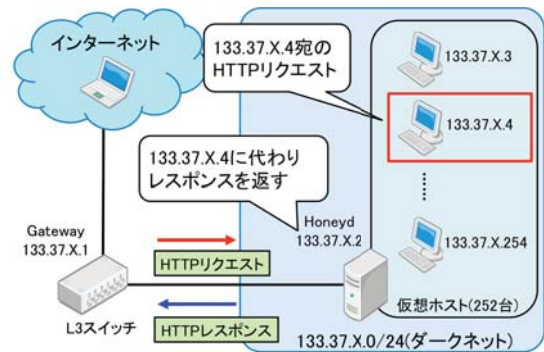 インターネット
133.37.X.4宛の
HTTPリクエスト
133.37.X.3
133.37.X.4
133.37.X.4に代わり
レスポンスを返す
Honeyd
133.37.X.2
133.37.X.254
Gateway
133.37.X.1
HTTPリクエスト
L3スイッチ
HTTPレスポンス
仮想ホスト(252台)
133.37.X.0/24(ダークネット)